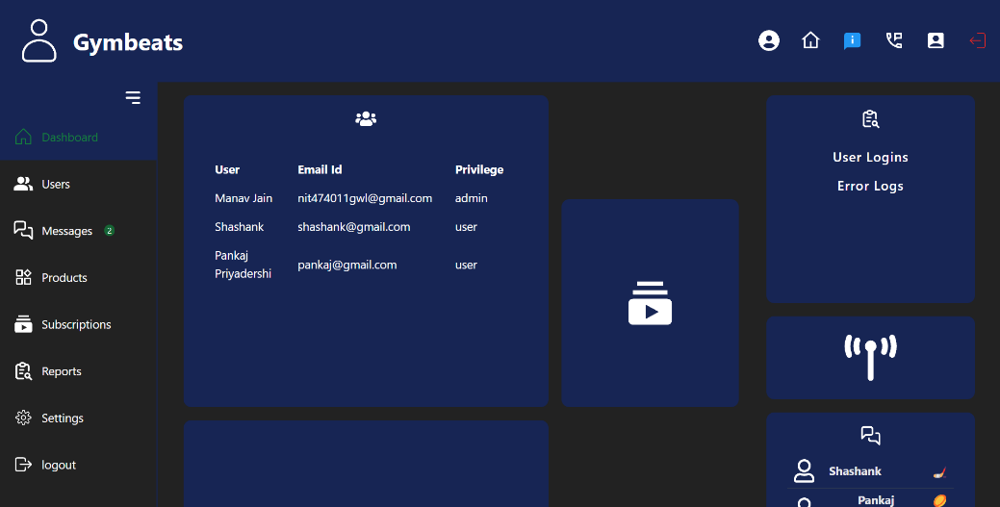 Gymbeats
Dashboard
Users
Messages 2
Products
Subscriptions
Reports
Settings
logout
User Email Id Privilege
Manav Jain nit474011gwl@gmail.com admin
Shashank shashank@gmail.com user
Pankaj
Priyadershi pankaj@gmail.com user
User Logins
Error Logs
Shashank
Pankaj